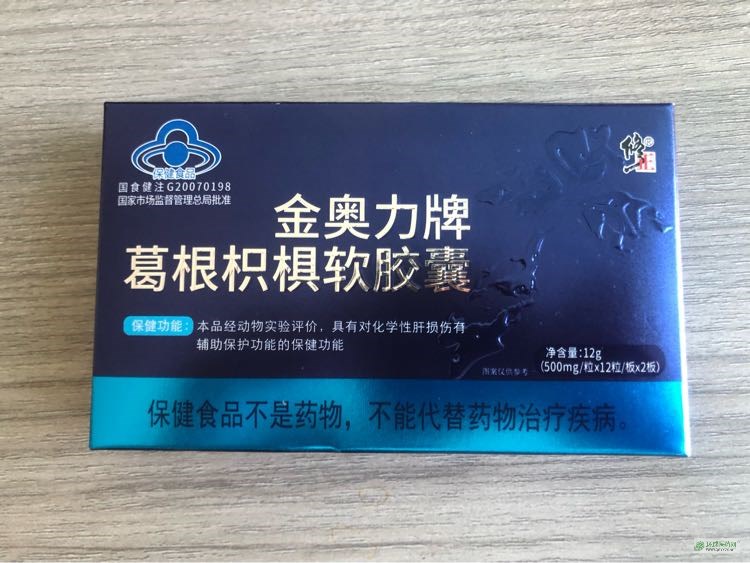 保健食品
国食健注G20070198
国家市场监督管理总局批准
修正®
金奥力牌
葛根枳椇软胶囊
保健功能: 本品经动物实验评价，具有对化学性肝损伤有
辅助保护功能的保健功能
净含量:12g
(500mg/粒x12粒/板x2板)
图案仅供参考
保健食品不是药物，不能代替药物治疗疾病。